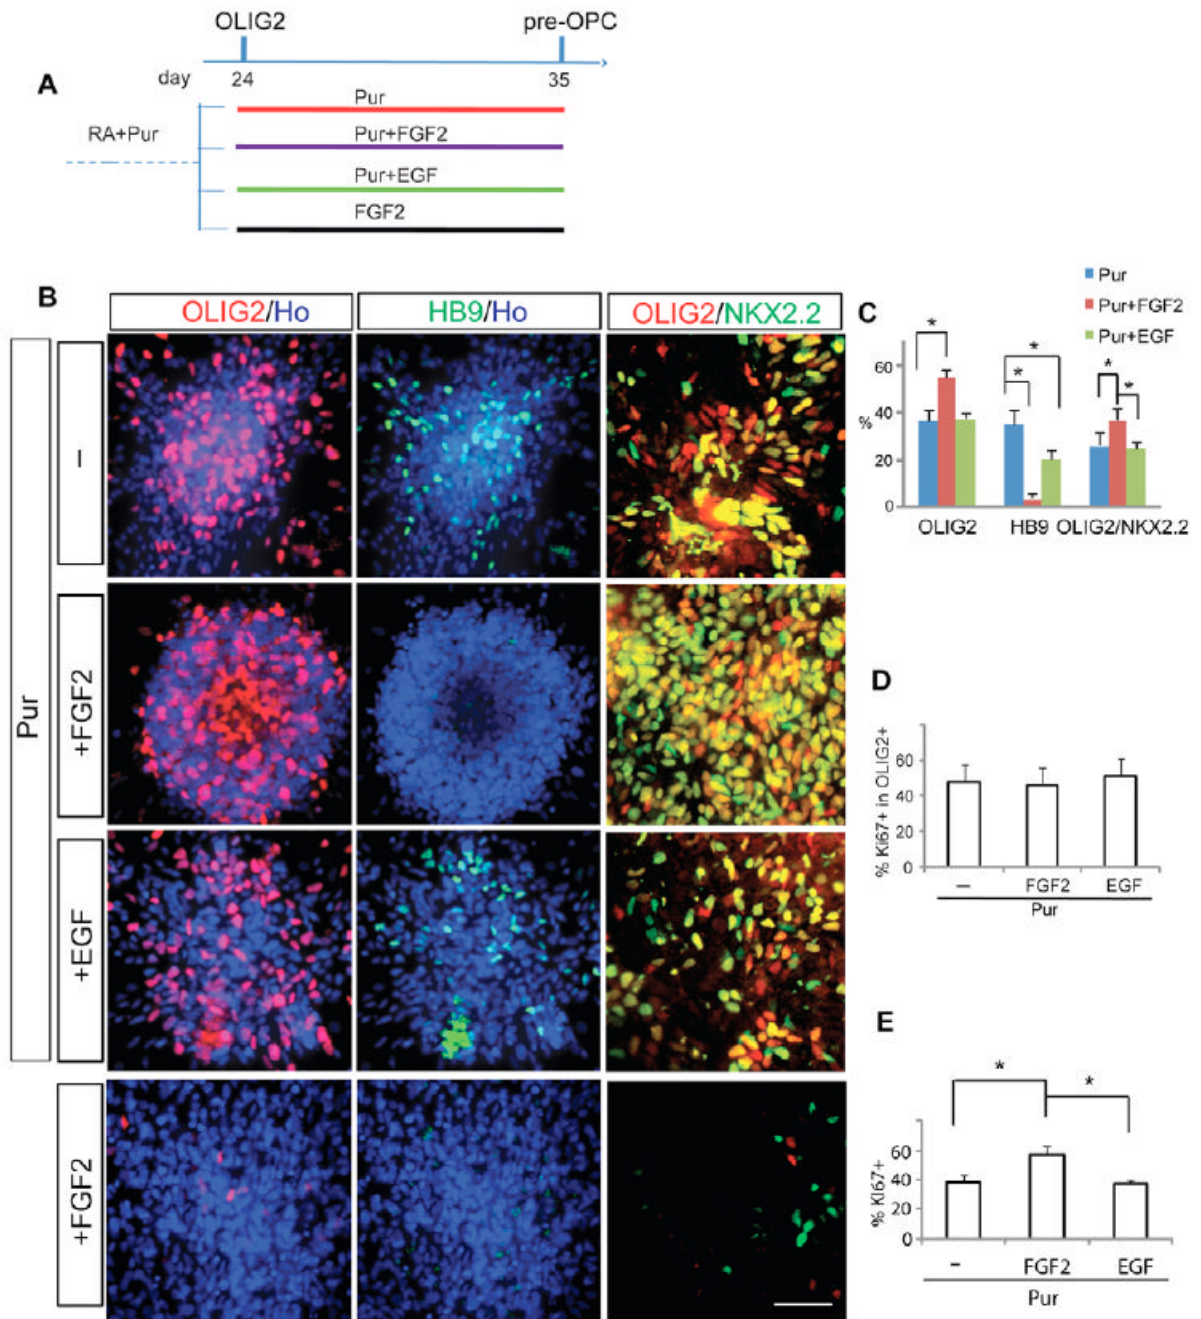 OLIG2 pre-OPC
day 24 35
A
Pur
RA+Pur
Pur+FGF2
Pur+EGF
FGF2
B
OLIG2/Ho HB9/Ho OLIG2/NKX2.2
Pur
–
+FGF2
+EGF
+FGF2
C
Pur
Pur+FGF2
Pur+EGF
* * * * *
60
40
%
20
0
OLIG2 HB9 OLIG2/NKX2.2
D
% Ki67+ in OLIG2+
60
40
20
0
– FGF2 EGF
Pur
E
* *
% KI67+
60
40
20
0
– FGF2 EGF
Pur